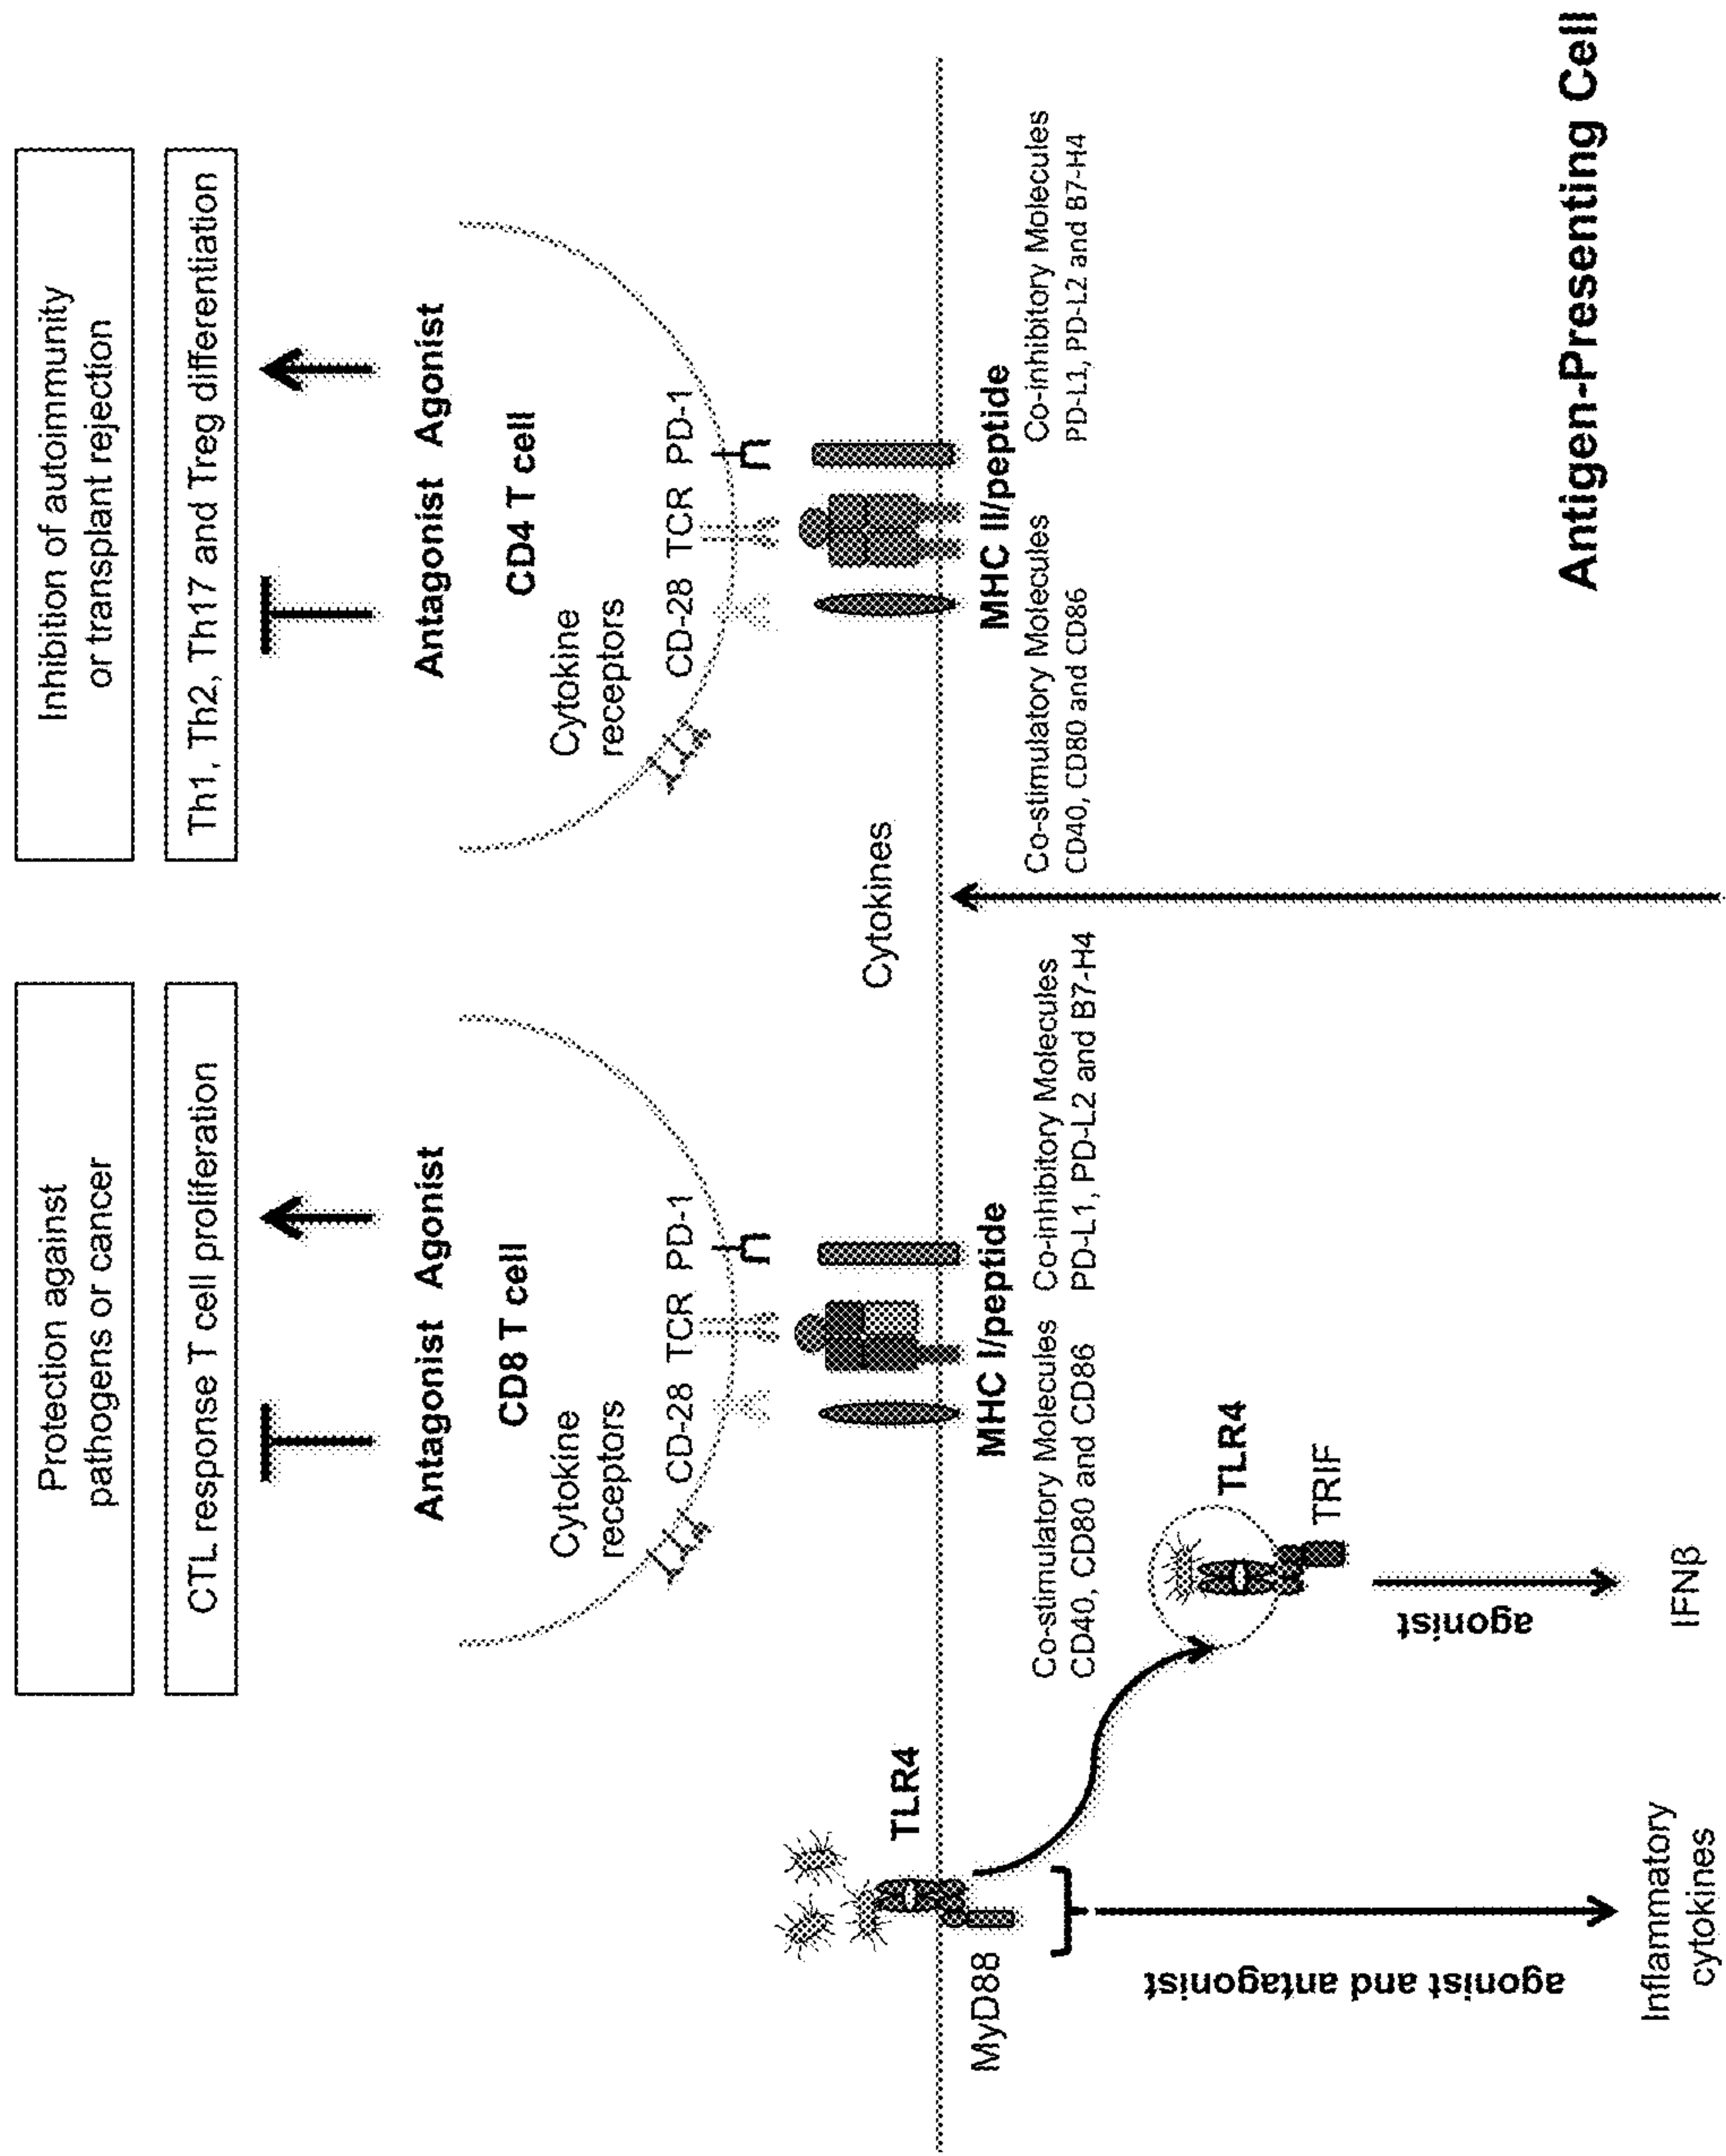 Protection against
pathogens or cancer
CTL response T cell proliferation
Antagonist Agonist
CD8 T cell
Cytokine
receptors
CD-28 TCR PD-1
MHC I/peptide
Co-stimulatory Molecules
CD40, CD80 and CD86
Co-inhibitory Molecules
PD-L1, PD-L2 and B7-H4
Inhibition of autoimmunity
or transplant rejection
Th1, Th2, Th17 and Treg differentiation
Antagonist Agonist
CD4 T cell
Cytokine
receptors
CD-28 TCR PD-1
MHC II/peptide
Co-stimulatory Molecules
CD40, CD80 and CD86
Co-inhibitory Molecules
PD-L1, PD-L2 and B7-H4
Cytokines
TLR4
MyD88
agonist and antagonist
Inflammatory
cytokines
TLR4
TRIF
agonist
IFNβ
Antigen-Presenting Cell